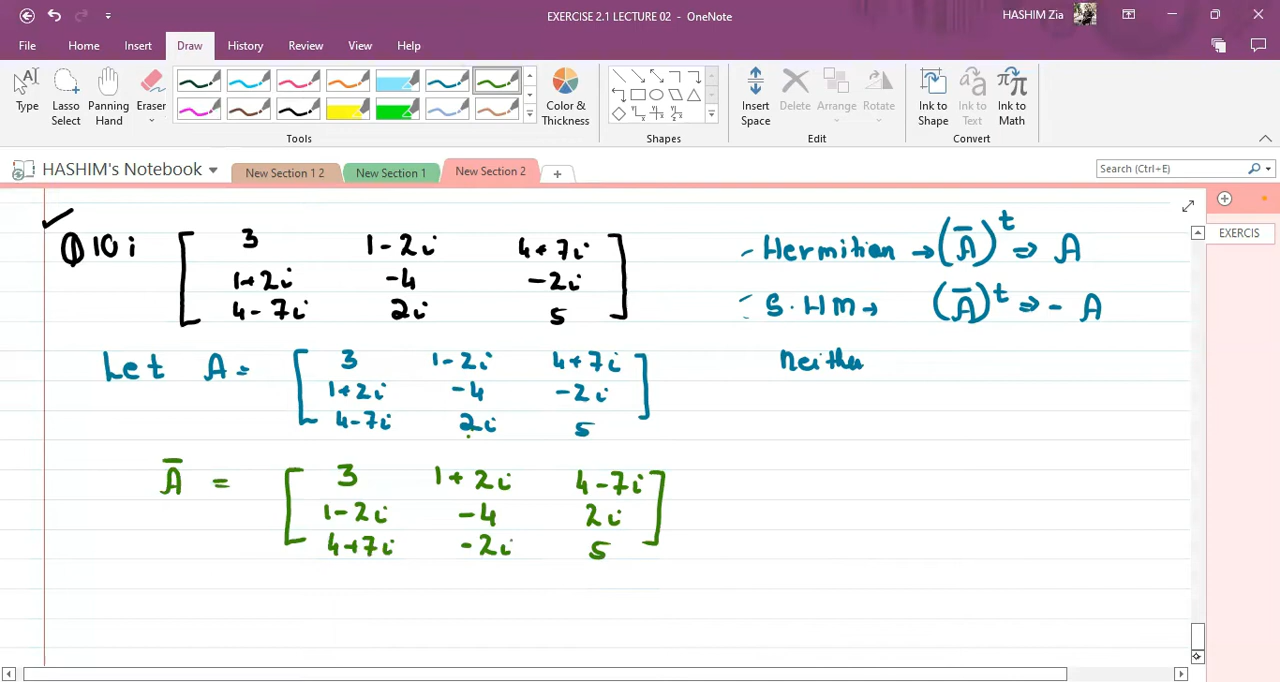 EXERCISE 2.1 LECTURE 02 - OneNote
HASHIM Zia
File Home Insert Draw History Review View Help
Type
Lasso Select
Panning Hand
Eraser
Color & Thickness
Insert Space
Delete
Arrange
Rotate
Ink to Shape
Ink to Text
Ink to Math
Tools
Shapes
Edit
Convert
HASHIM's Notebook
New Section 1 2
New Section 1
New Section 2
Search (Ctrl+E)
EXERCIS
Q10 i [ 3 1-2i 4+7i ]
1+2i -4 -2i
4-7i 2i 5
Hermitian → (A̅)ᵗ ⇒ A
S.HM → (A̅)ᵗ ⇒ - A
Neither
Let A = [ 3 1-2i 4+7i ]
1+2i -4 -2i
4-7i 2i 5
A̅ = [ 3 1+2i 4-7i ]
1-2i -4 2i
4+7i -2i 5